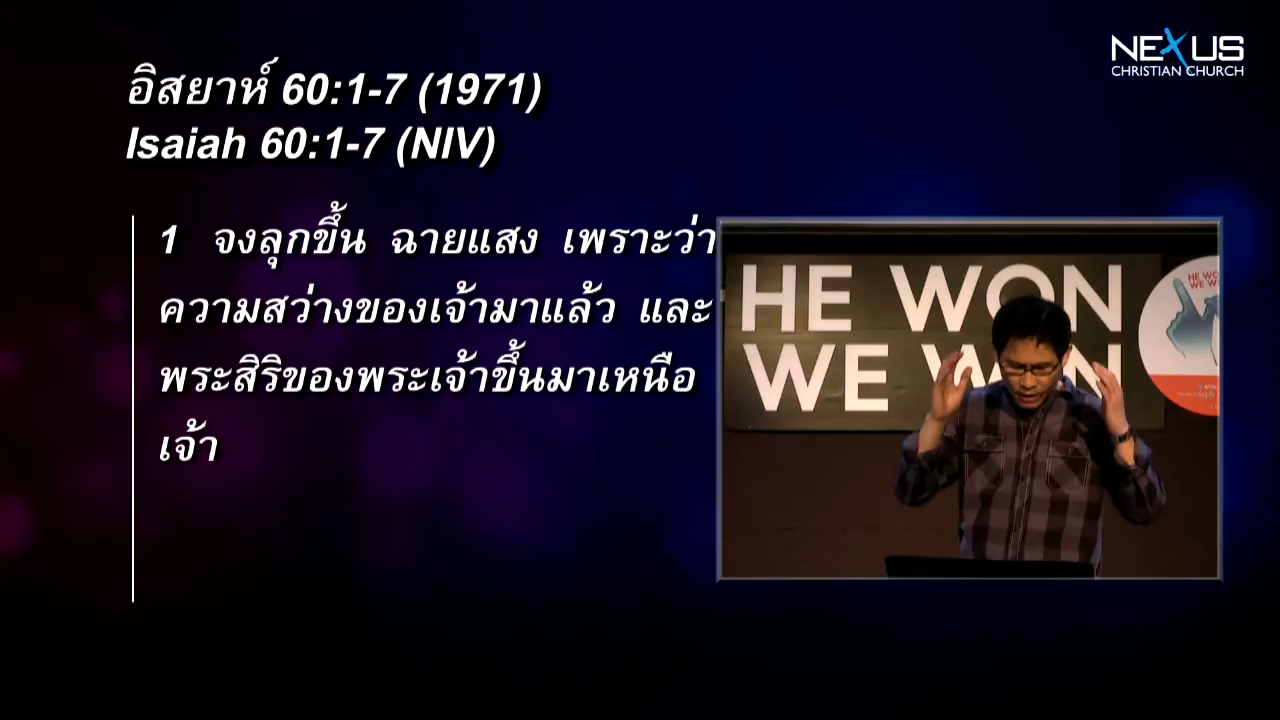 NEXUS
CHRISTIAN CHURCH
อิสยาห์ 60:1-7 (1971)
Isaiah 60:1-7 (NIV)
1 จงลุกขึ้น ฉายแสง เพราะว่า
ความสว่างของเจ้ามาแล้ว และ
พระสิริของพระเจ้าขึ้นมาเหนือ
เจ้า
HE WON
WE WON
HE WO
WE W